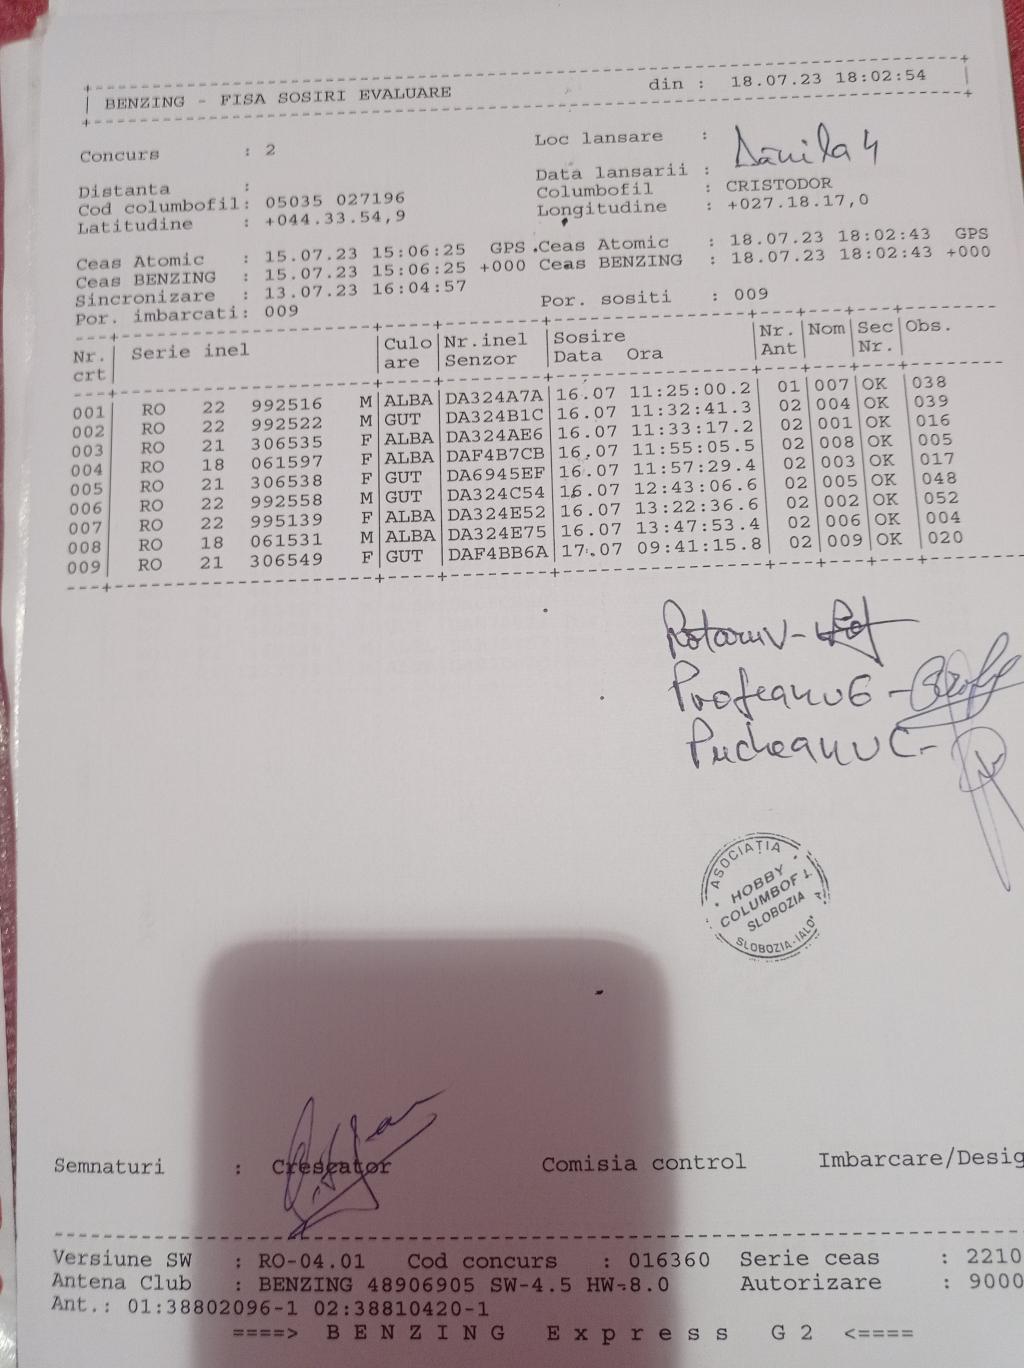 BENZING - FISA SOSIRI EVALUARE din : 18.07.23 18:02:54
Concurs : 2 Loc lansare : Dănila 4
Distanta : Data lansarii :
Cod columbofil: 05035 027196 Columbofil : CRISTODOR
Latitudine : +044.33.54,9 Longitudine : +027.18.17,0
Ceas Atomic : 15.07.23 15:06:25 GPS Ceas Atomic : 18.07.23 18:02:43 GPS
Ceas BENZING : 15.07.23 15:06:25 +000 Ceas BENZING : 18.07.23 18:02:43 +000
Sincronizare : 13.07.23 16:04:57
Por. imbarcati: 009 Por. sositi : 009
Nr. crt Serie inel Culo are Nr.inel Senzor Sosire Data Ora Nr. Ant Nom Sec Nr. Obs.
001 RO 22 992516 M ALBA DA324A7A 16.07 11:25:00.2 01 007 OK 038
002 RO 22 992522 M GUT DA324B1C 16.07 11:32:41.3 02 004 OK 039
003 RO 21 306535 F ALBA DA324AE6 16.07 11:33:17.2 02 001 OK 016
004 RO 18 061597 F ALBA DAF4B7CB 16.07 11:55:05.5 02 008 OK 005
005 RO 21 306538 F GUT DA6945EF 16.07 11:57:29.4 02 003 OK 017
006 RO 22 992558 M GUT DA324C54 16.07 12:43:06.6 02 005 OK 048
007 RO 22 995139 F ALBA DA324E52 16.07 13:22:36.6 02 002 OK 052
008 RO 18 061531 M ALBA DA324E75 16.07 13:47:53.4 02 006 OK 004
009 RO 21 306549 F GUT DAF4BB6A 17.07 09:41:15.8 02 009 OK 020
Rotaru V -
Profeanu G -
Pucheanu C -
ASOCIAȚIA
HOBBY
COLUMBOFIL
SLOBOZIA
SLOBOZIA-IALO
Semnaturi : Crescator Comisia control Imbarcare/Desig
Versiune SW : RO-04.01 Cod concurs : 016360 Serie ceas : 2210
Antena Club : BENZING 48906905 SW-4.5 HW-8.0 Autorizare : 9000
Ant.: 01:38802096-1 02:38810420-1
====> BENZING Express G2 <====